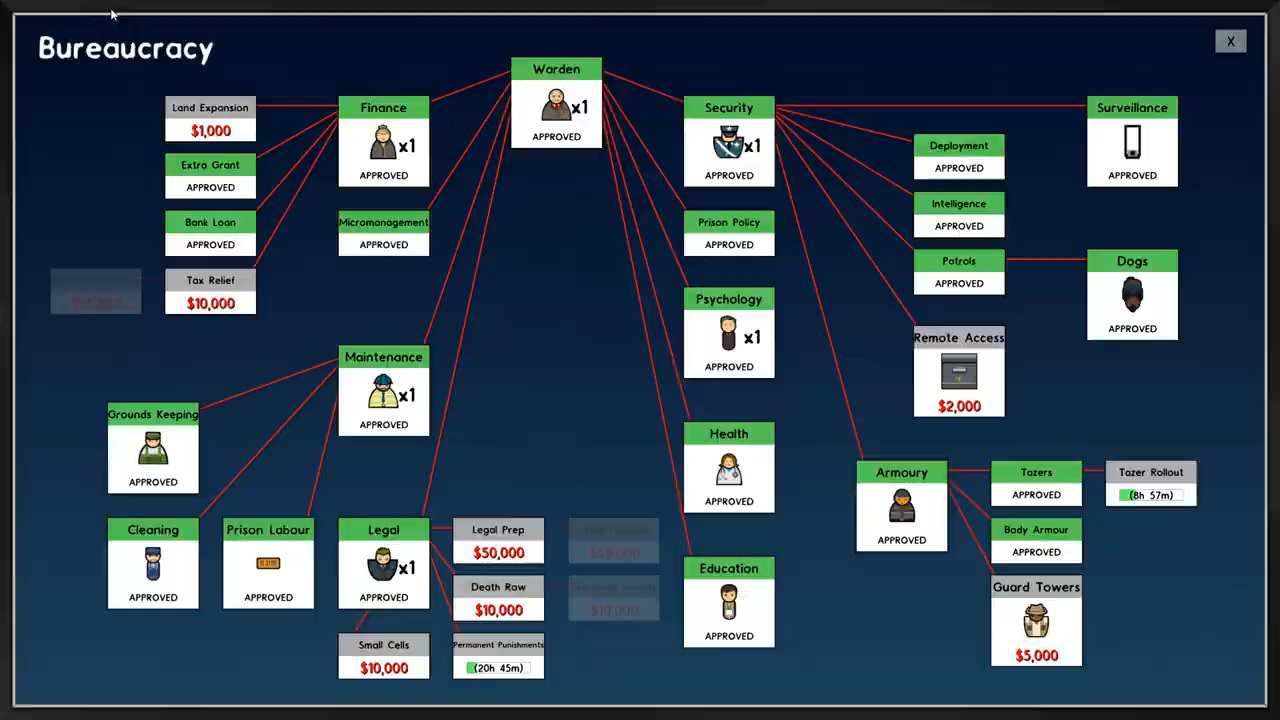 Bureaucracy
X
Warden
x1
APPROVED
Land Expansion
$1,000
Finance
x1
APPROVED
Security
x1
APPROVED
Surveillance
APPROVED
Deployment
APPROVED
Extra Grant
APPROVED
Intelligence
APPROVED
Bank Loan
APPROVED
Micromanagement
APPROVED
Prison Policy
APPROVED
Patrols
APPROVED
Dogs
APPROVED
Tax Relief
$10,000
Psychology
x1
APPROVED
Remote Access
$2,000
Maintenance
x1
APPROVED
Grounds Keeping
APPROVED
Health
APPROVED
Armoury
APPROVED
Tazers
APPROVED
Tazer Rollout
(8h 57m)
Cleaning
APPROVED
Prison Labour
APPROVED
Legal
x1
APPROVED
Legal Prep
$50,000
Body Armour
APPROVED
Education
APPROVED
Death Row
$10,000
$10,000
Guard Towers
$5,000
Small Cells
$10,000
Permanent Punishments
(20h 45m)